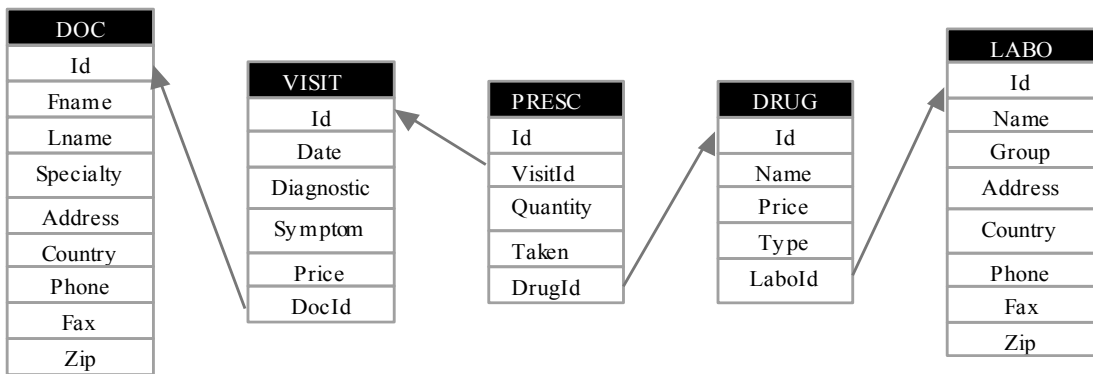 DOC
Id
Fname
Lname
Specialty
Address
Country
Phone
Fax
Zip
VISIT
Id
Date
Diagnostic
Symptom
Price
DocId
PRESC
Id
VisitId
Quantity
Taken
DrugId
DRUG
Id
Name
Price
Type
LaboId
LABO
Id
Name
Group
Address
Country
Phone
Fax
Zip